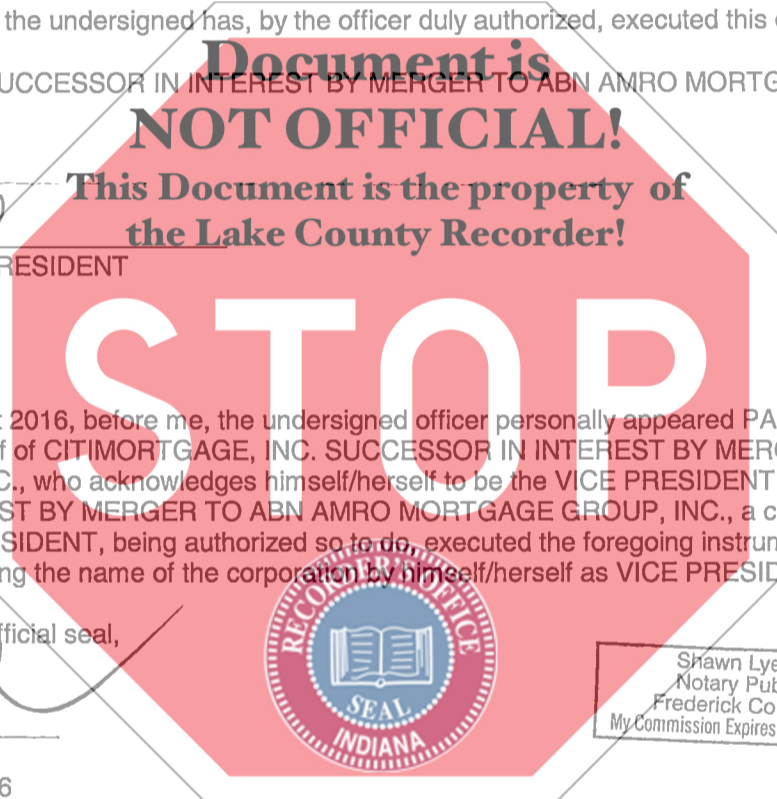 the undersigned has, by the officer duly authorized, executed this
Document is
UCCESSOR IN INTEREST BY MERGER TO ABN AMRO MORTG
NOT OFFICIAL!
This Document is the property of
the Lake County Recorder!
RESIDENT
STOP
2016, before me, the undersigned officer personally appeared PA
f of CITIMORTGAGE, INC. SUCCESSOR IN INTEREST BY MERG
C., who acknowledges himself/herself to be the VICE PRESIDENT
ST BY MERGER TO ABN AMRO MORTGAGE GROUP, INC., a c
SIDENT, being authorized so to do, executed the foregoing instrum
ng the name of the corporation by himself/herself as VICE PRESID
RECORDER'S OFFICE
SEAL
INDIANA
fficial seal,
Shawn Lye
Notary Pub
Frederick Co
My Commission Expires
6